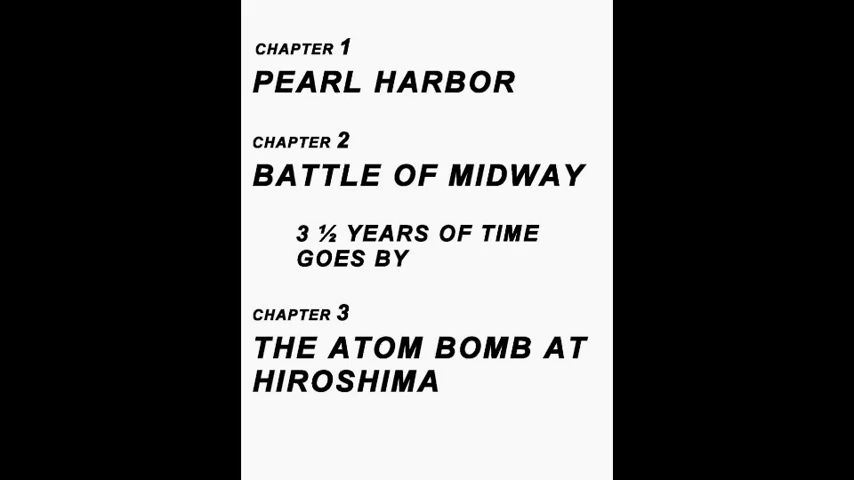 CHAPTER 1
PEARL HARBOR
CHAPTER 2
BATTLE OF MIDWAY
3 ½ YEARS OF TIME
GOES BY
CHAPTER 3
THE ATOM BOMB AT
HIROSHIMA